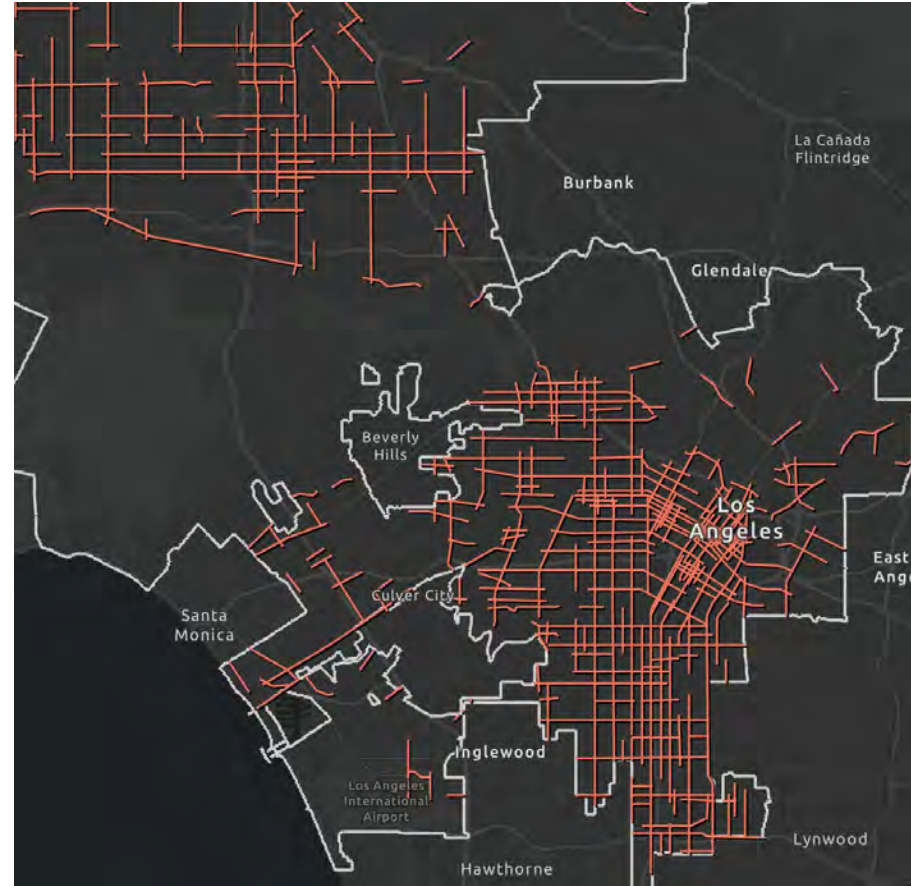 La Cañada
Flintridge
Burbank
Glendale
Beverly
Hills
Los
Angeles
East
Ange
Culver City
Santa
Monica
Inglewood
Los Angeles
International
Airport
Lynwood
Hawthorne